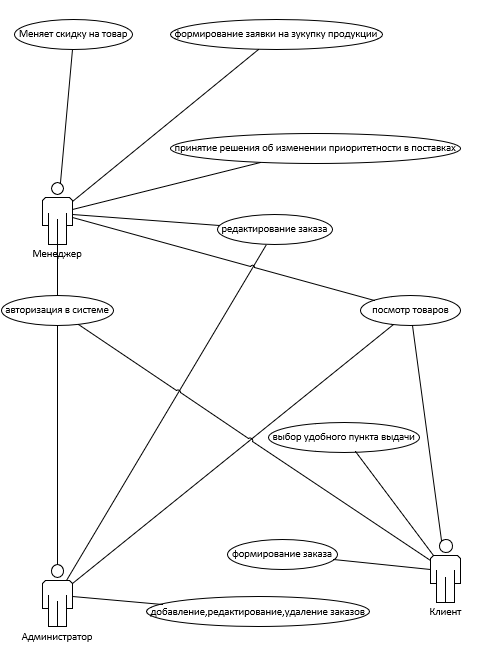 Меняет скидку на товар
формирование заявки на зукупку продукции
принятие решения об изменении приоритетности в поставках
редактирование заказа
Менеджер
авторизация в системе
посмотр товаров
выбор удобного пункта выдачи
формирование заказа
добавление,редактирование,удаление заказов
Клиент
Администратор